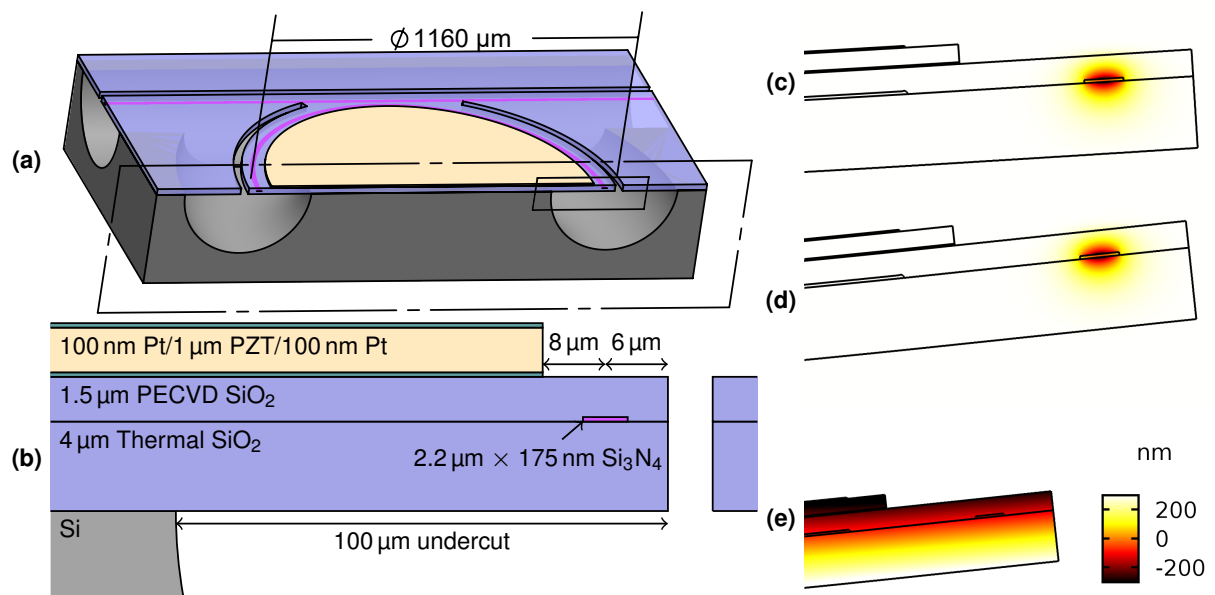 (a)
∅ 1160 µm
(b)
100 nm Pt/1 µm PZT/100 nm Pt
8 µm
6 µm
1.5 µm PECVD SiO₂
4 µm Thermal SiO₂
2.2 µm × 175 nm Si₃N₄
Si
100 µm undercut
(c)
(d)
(e)
nm
200
0
-200